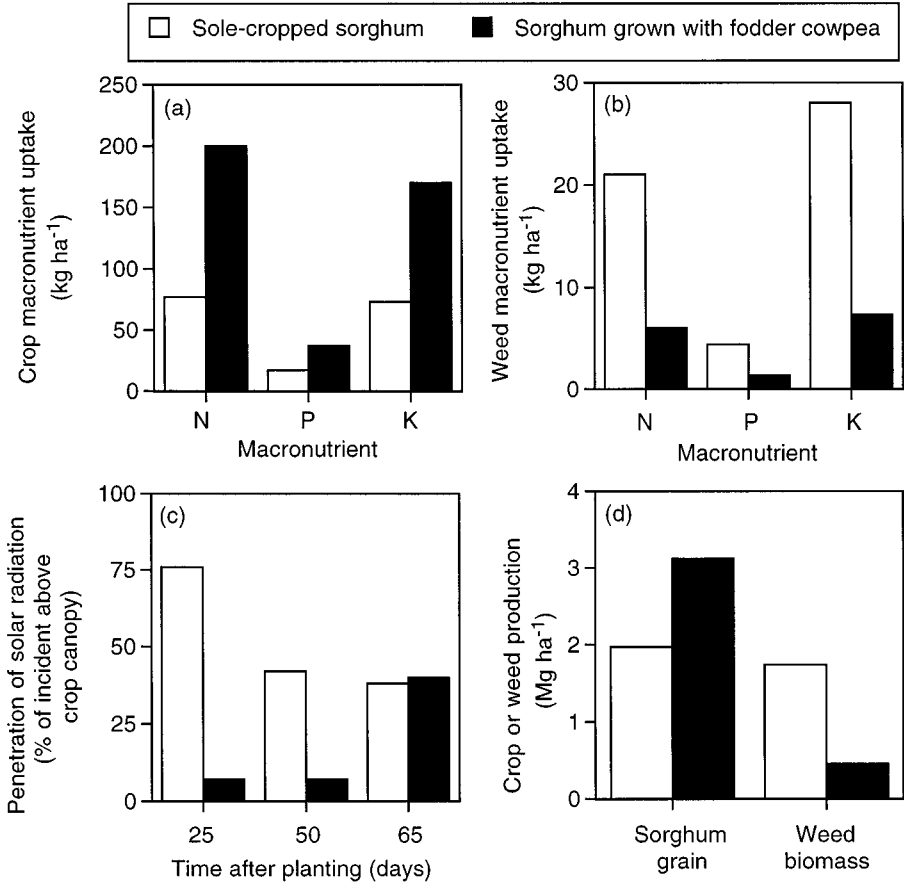 Sole-cropped sorghum
Sorghum grown with fodder cowpea
(a)
Crop macronutrient uptake
(kg ha⁻¹)
250
200
150
100
50
0
N
P
K
Macronutrient
(b)
Weed macronutrient uptake
(kg ha⁻¹)
30
20
10
0
N
P
K
Macronutrient
(c)
Penetration of solar radiation
(% of incident above
crop canopy)
100
75
50
25
0
25
50
65
Time after planting (days)
(d)
Crop or weed production
(Mg ha⁻¹)
4
3
2
1
0
Sorghum
grain
Weed
biomass